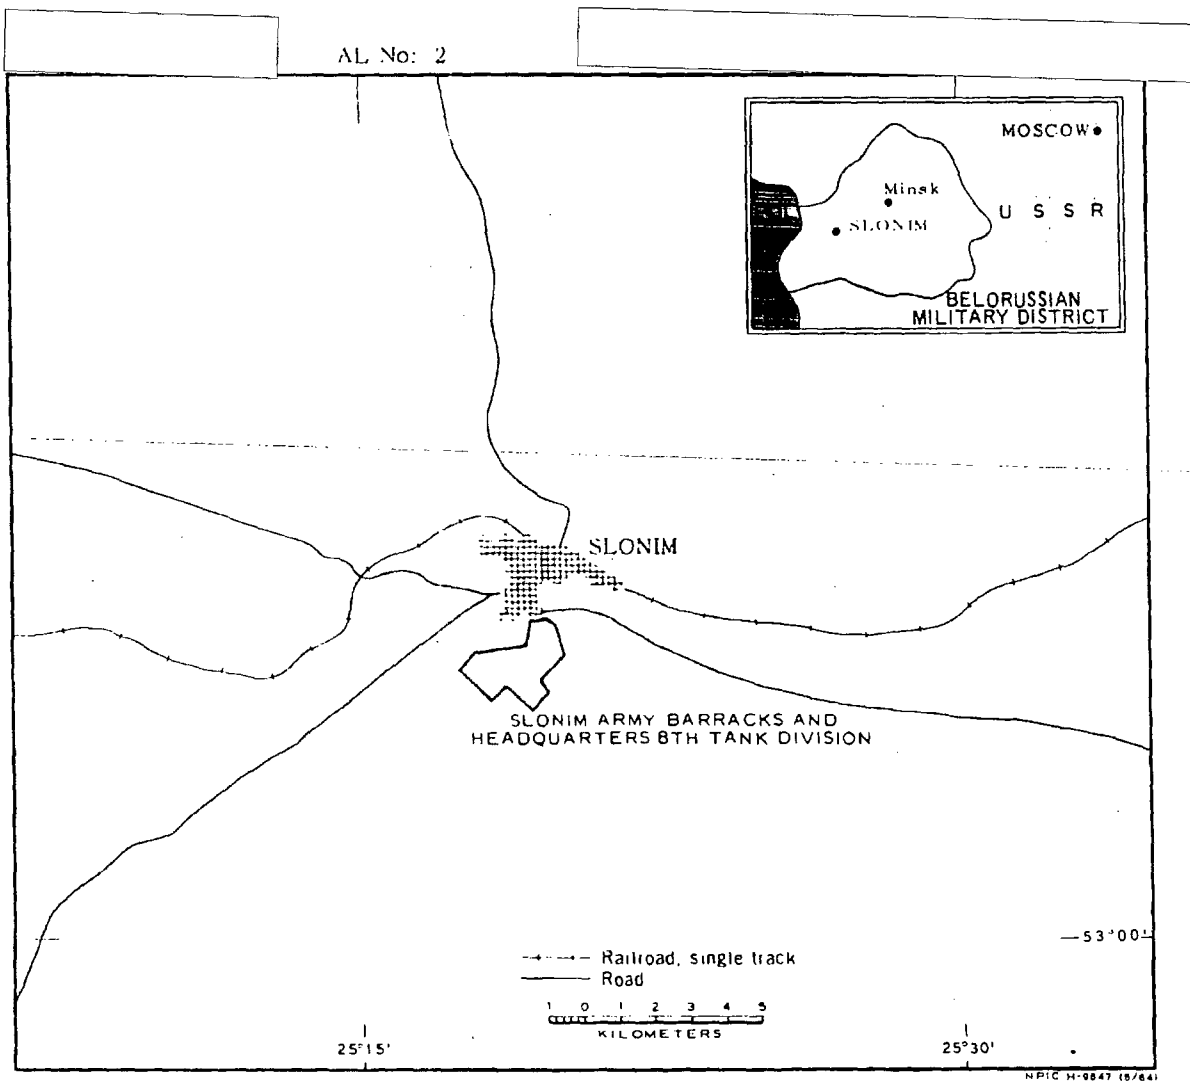 AL No: 2
MOSCOW
Minsk
U S S R
SLONIM
BELORUSSIAN
MILITARY DISTRICT
SLONIM
SLONIM ARMY BARRACKS AND
HEADQUARTERS 8TH TANK DIVISION
53°00'
Railroad, single track
Road
1 0 1 2 3 4 5
KILOMETERS
25°15' 25°30'
NPIC H-9847 (5/64)